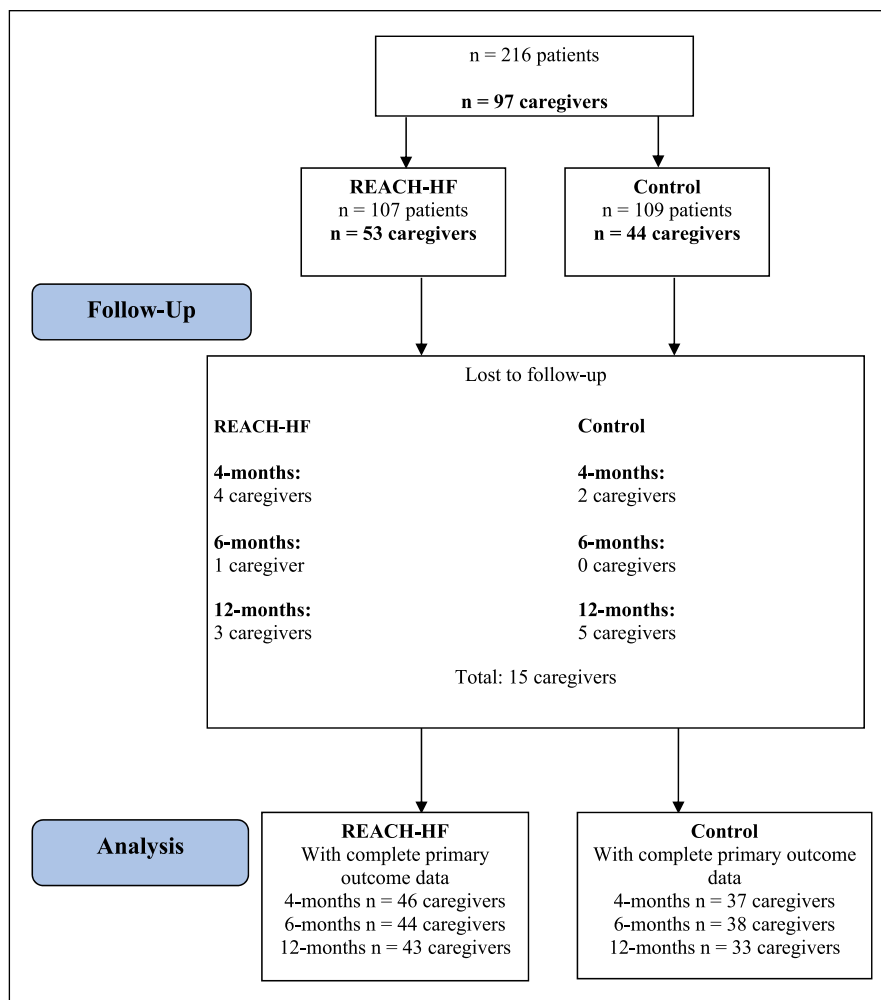 n = 216 patients
n = 97 caregivers
REACH-HF
n = 107 patients
n = 53 caregivers
Control
n = 109 patients
n = 44 caregivers
Follow-Up
Lost to follow-up
REACH-HF
4-months:
4 caregivers
6-months:
1 caregiver
12-months:
3 caregivers
Control
4-months:
2 caregivers
6-months:
0 caregivers
12-months:
5 caregivers
Total: 15 caregivers
Analysis
REACH-HF
With complete primary
outcome data
4-months n = 46 caregivers
6-months n = 44 caregivers
12-months n = 43 caregivers
Control
With complete primary outcome
data
4-months n = 37 caregivers
6-months n = 38 caregivers
12-months n = 33 caregivers